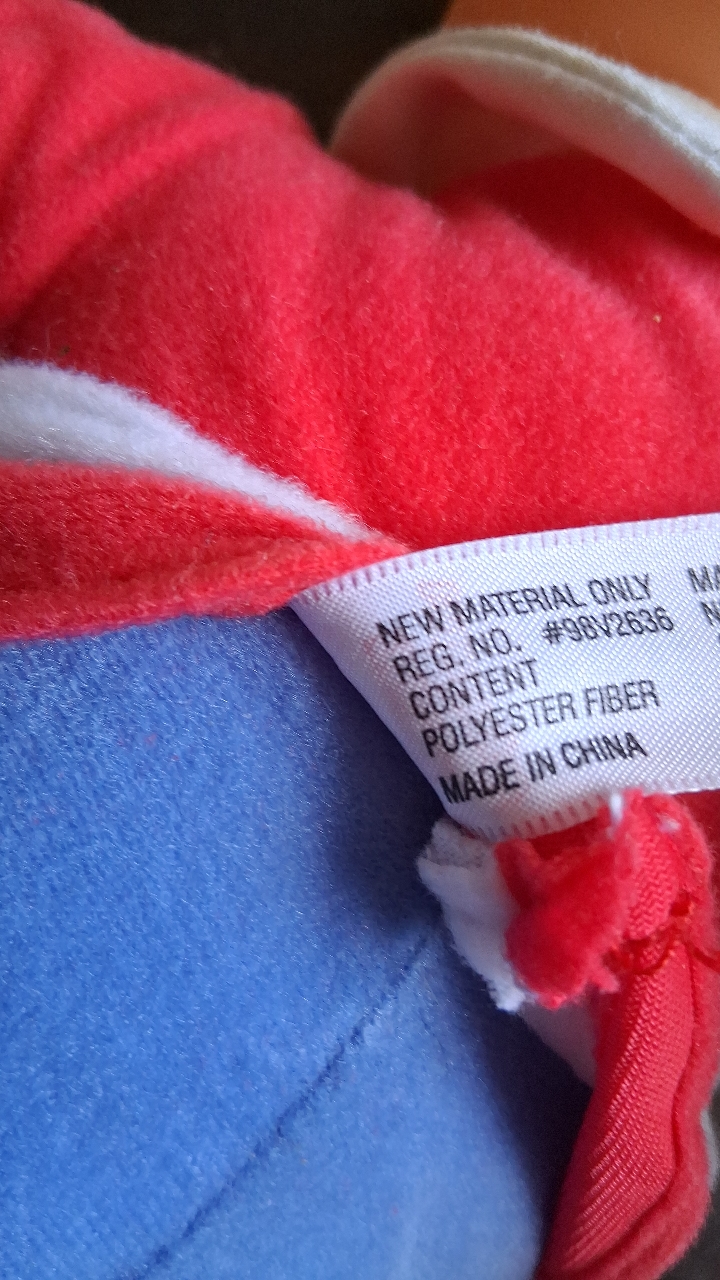 NEW MATERIAL ONLY
REG. NO. #98V2636
CONTENT
POLYESTER FIBER
MADE IN CHINA